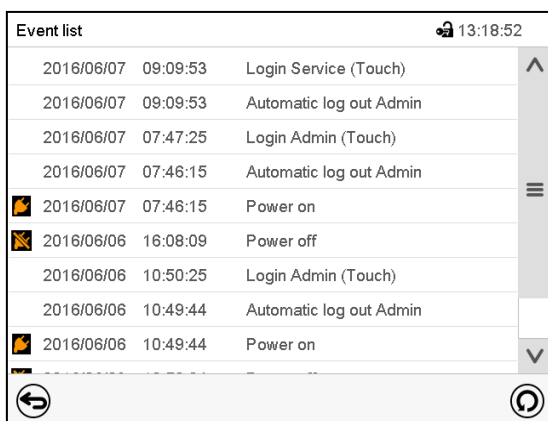 Event list 13:18:52
2016/06/07 09:09:53 Login Service (Touch)
2016/06/07 09:09:53 Automatic log out Admin
2016/06/07 07:47:25 Login Admin (Touch)
2016/06/07 07:46:15 Automatic log out Admin
2016/06/07 07:46:15 Power on
2016/06/06 16:08:09 Power off
2016/06/06 10:50:25 Login Admin (Touch)
2016/06/06 10:49:44 Automatic log out Admin
2016/06/06 10:49:44 Power on